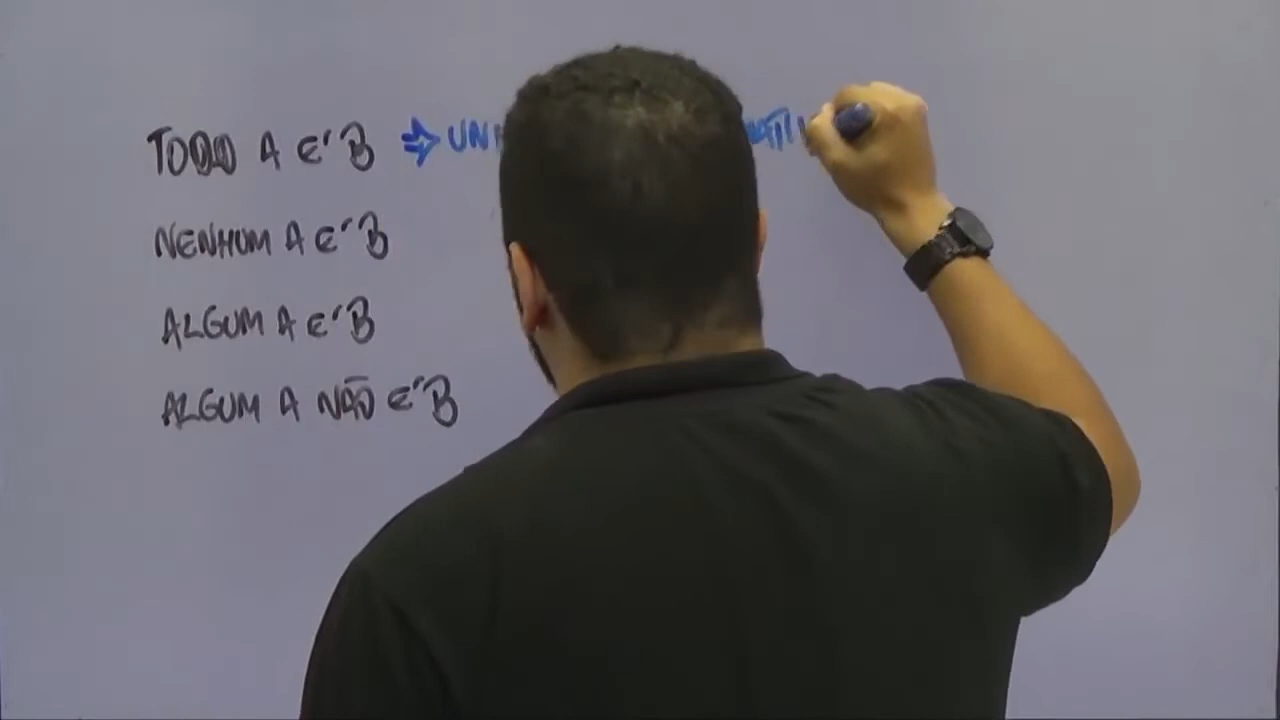 TODO A É B ⇒
NENHUM A É B
ALGUM A É B
ALGUM A NÃO É B